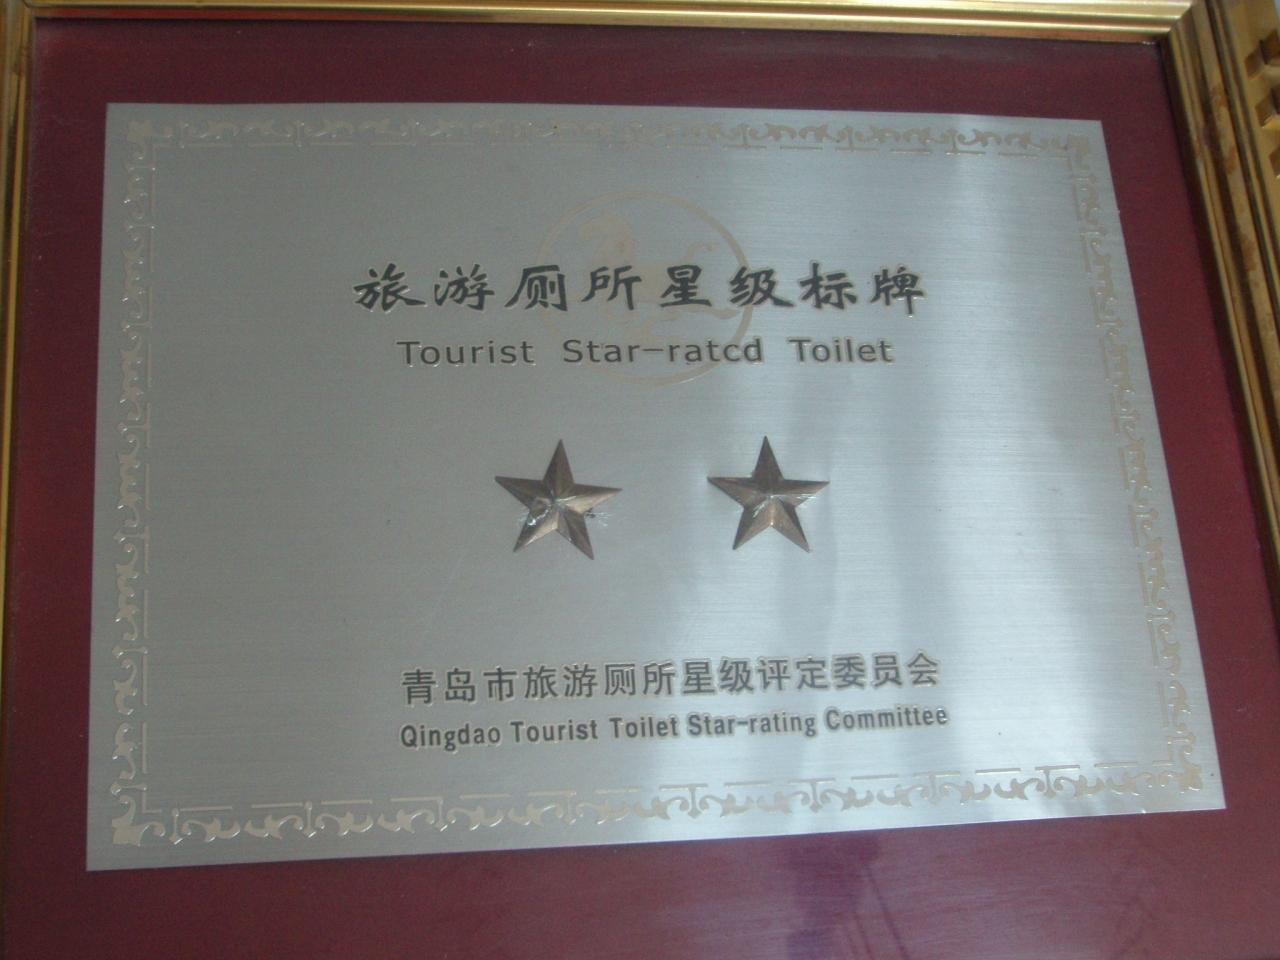 旅游厕所星级标牌
Tourist Star-ratcd Toilet
青岛市旅游厕所星级评定委员会
Qingdao Tourist Toilet Star-rating Committee